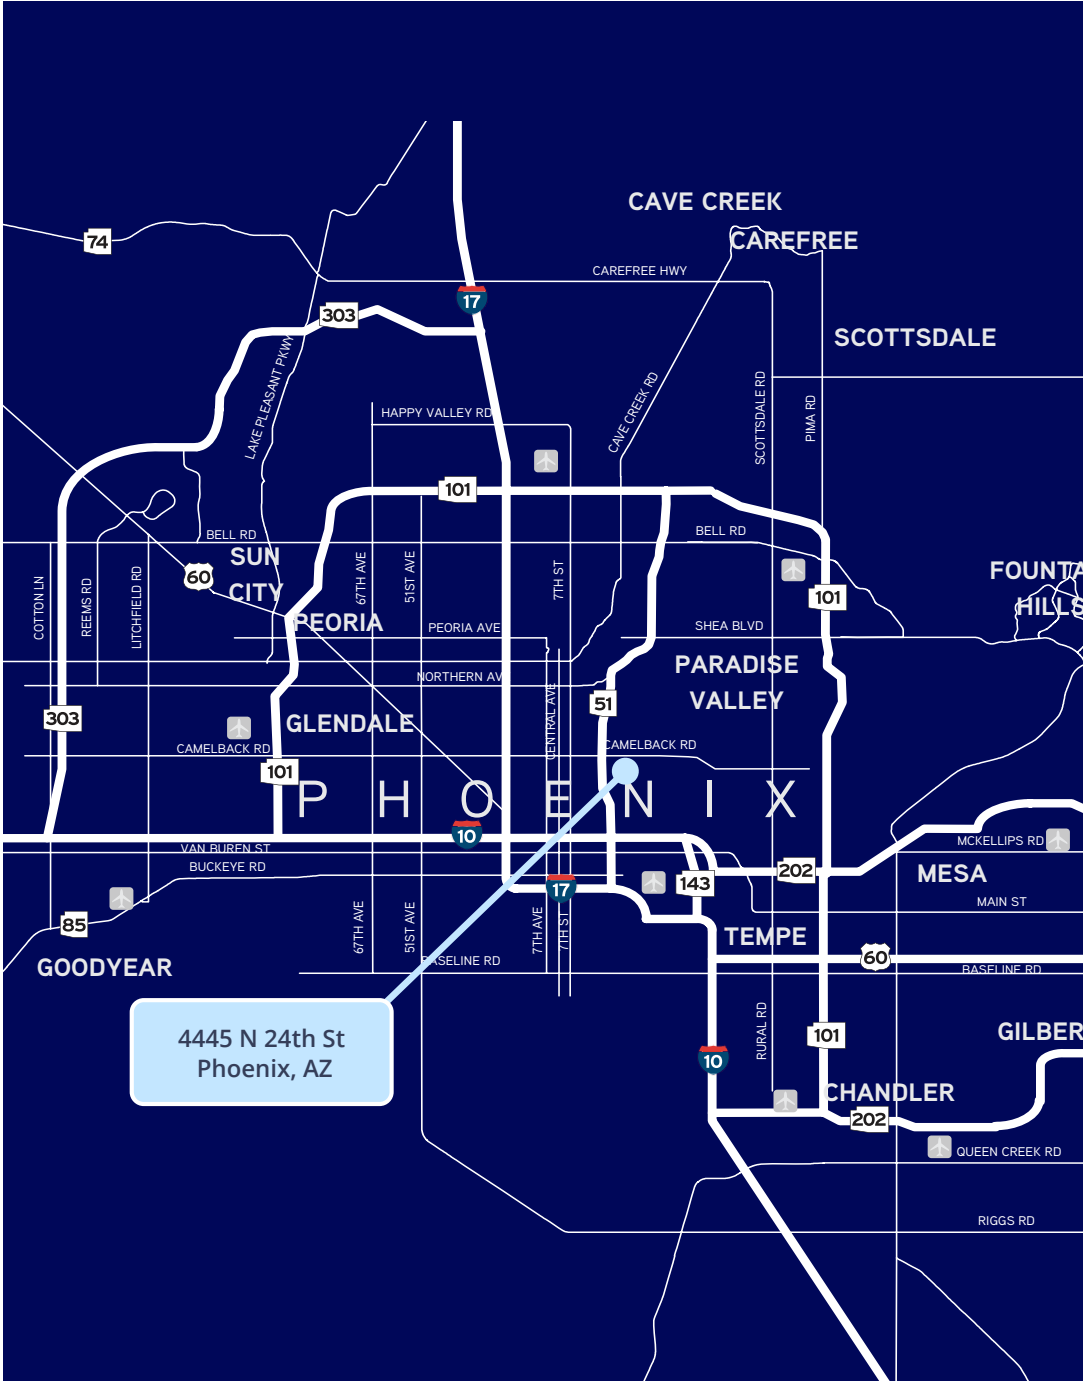 CAVE CREEK
CAREFREE
74
CAREFREE HWY
17
303
SCOTTSDALE
LAKE PLEASANT PKWY
CAVE CREEK RD
SCOTTSDALE RD
PIMA RD
HAPPY VALLEY RD
101
BELL RD
BELL RD
SUN
CITY
60
COTTON LN
REEMS RD
LITCHFIELD RD
67TH AVE
51ST AVE
7TH ST
101
FOUNTA
HILLS
PEORIA
PEORIA AVE
SHEA BLVD
PARADISE
VALLEY
NORTHERN AV
CENTRAL AVE
51
303
GLENDALE
CAMELBACK RD
CAMELBACK RD
101
PHOENIX
10
VAN BUREN ST
BUCKEYE RD
MCKELLIPS RD
202
MESA
143
17
MAIN ST
85
67TH AVE
51ST AVE
7TH AVE
7TH ST
TEMPE
60
GOODYEAR
BASELINE RD
BASELINE RD
4445 N 24th St
Phoenix, AZ
RURAL RD
101
GILBER
10
CHANDLER
202
QUEEN CREEK RD
RIGGS RD